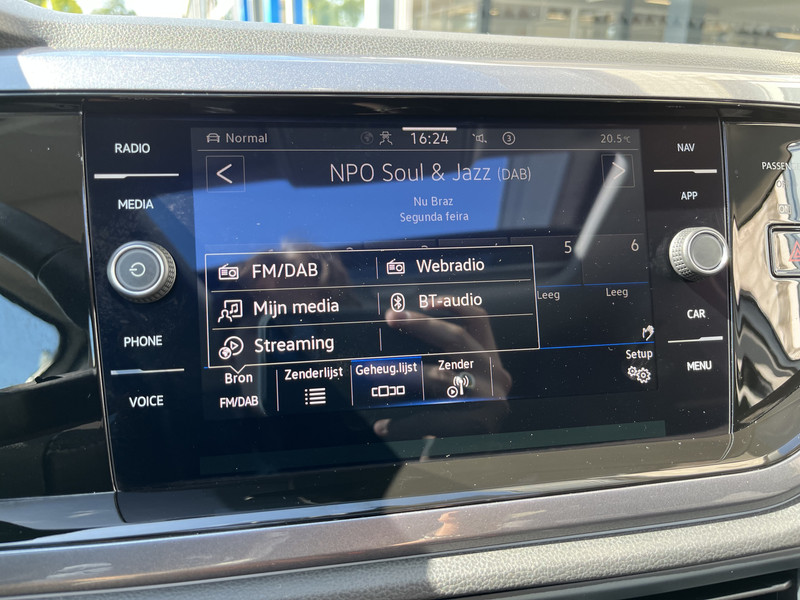 RADIO
MEDIA
PHONE
VOICE
Normal
16:24
3
20.5°C
NPO Soul & Jazz (DAB)
Nu Braz
Segunda feira
5
6
Leeg
Leeg
FM/DAB
Webradio
Mijn media
BT-audio
Streaming
Bron
FM/DAB
Zenderlijst
Geheug.lijst
Zender
Setup
NAV
APP
CAR
MENU